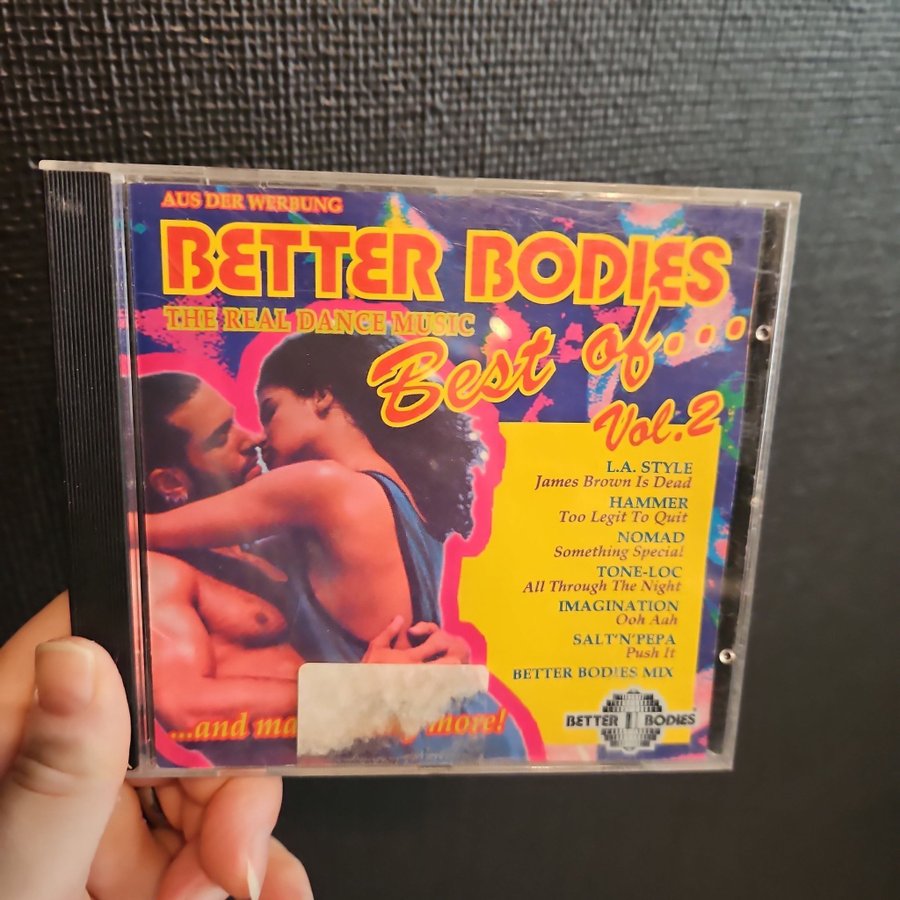 AUS DER WERBUNG
BETTER BODIES
THE REAL DANCE MUSIC
Best of...
Vol.2
L.A. STYLE
James Brown Is Dead
HAMMER
Too Legit To Quit
NOMAD
Something Special
TONE-LOC
All Through The Night
IMAGINATION
Ooh Aah
SALT'N'PEPA
Push It
BETTER BODIES MIX
...and more!
BETTER BODIES